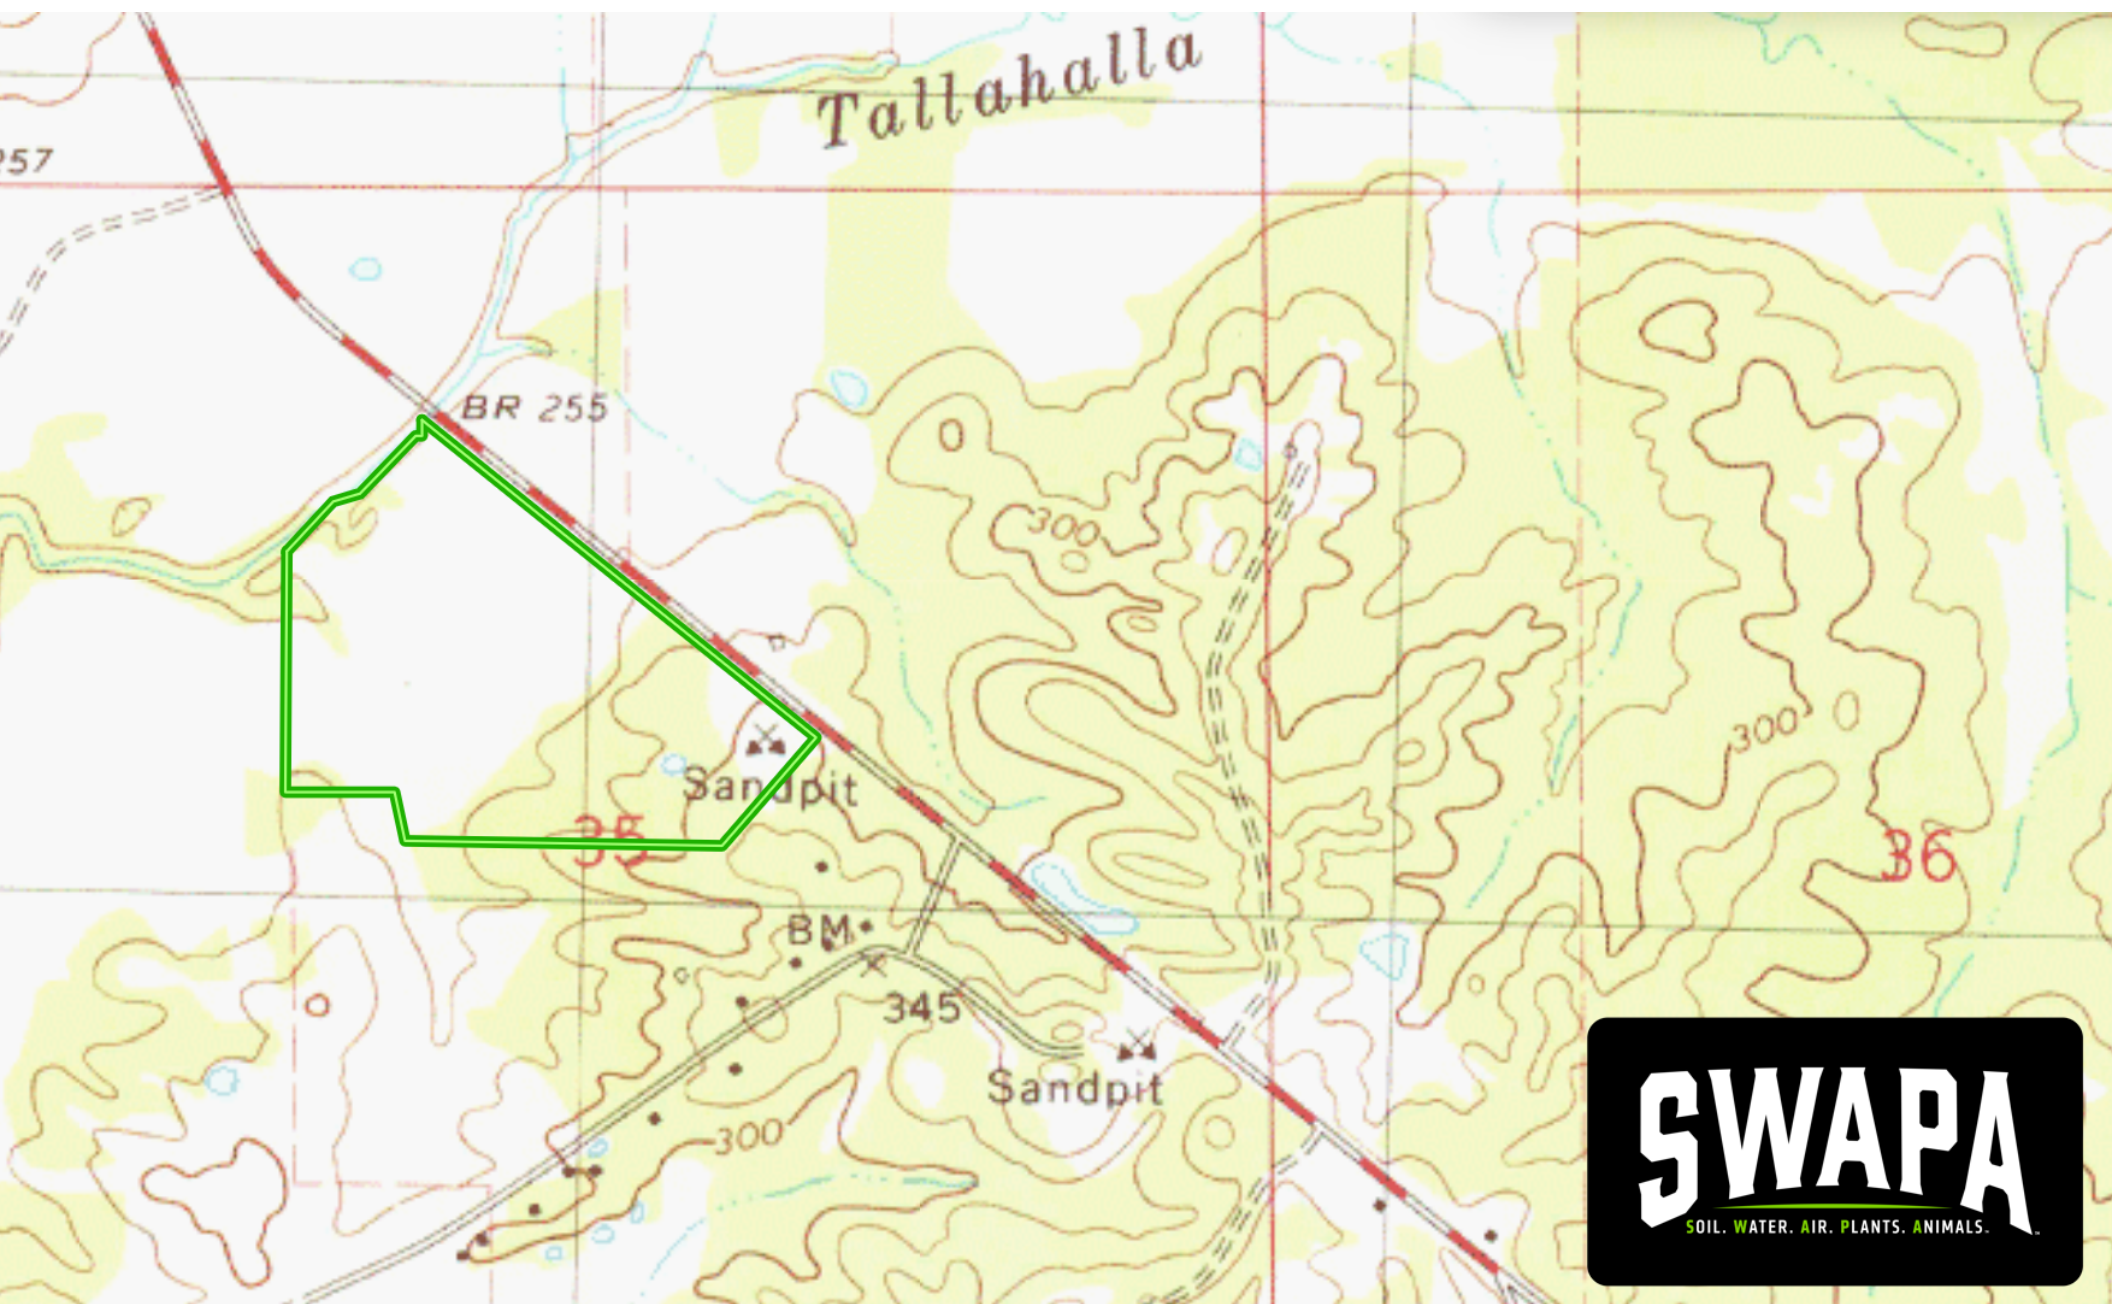 Tallahalla
257
BR 255
300
300
Sandpit
35
36
BM
345
Sandpit
300
SWAPA
SOIL. WATER. AIR. PLANTS. ANIMALS.